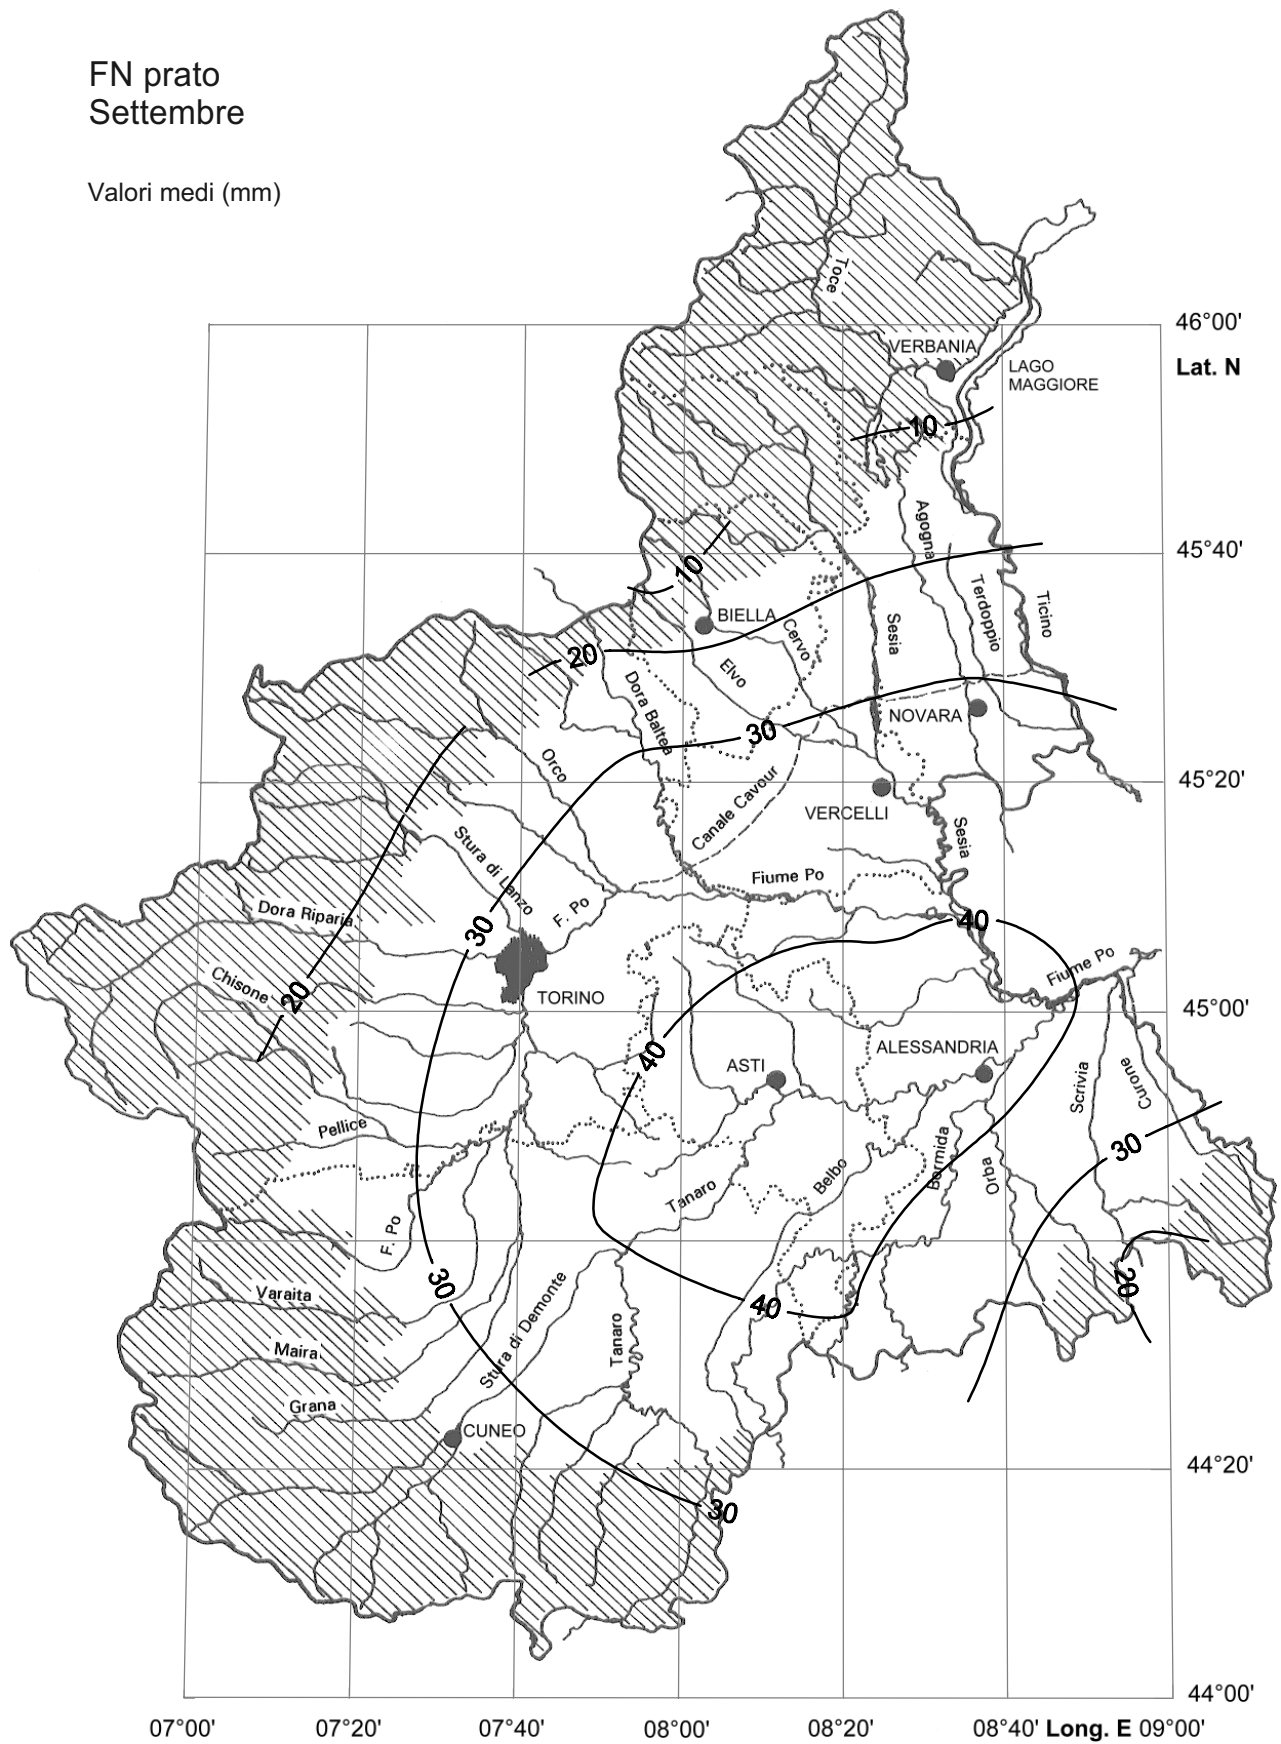 FN prato
Settembre
Valori medi (mm)
Toce
46°00'
VERBANIA
Lat. N
LAGO
MAGGIORE
10
Agogna
45°40'
10
Terdoppio
Ticino
BIELLA
Cervo
Sesia
20
Elvo
Dora Baltea
NOVARA
30
Orco
45°20'
Canale Cavour
VERCELLI
Stura di Lanzo
Sesia
Fiume Po
Dora Riparia
F. Po
30
40
Fiume Po
Chisone
20
TORINO
45°00'
40
ASTI
ALESSANDRIA
Scrivia
Curone
Pellice
30
Bormida
Orba
Belbo
Tanaro
F. Po
30
20
Varaita
40
Stura di Demonte
Tanaro
Maira
Grana
CUNEO
44°20'
30
44°00'
07°00' 07°20' 07°40' 08°00' 08°20' 08°40' Long. E 09°00'